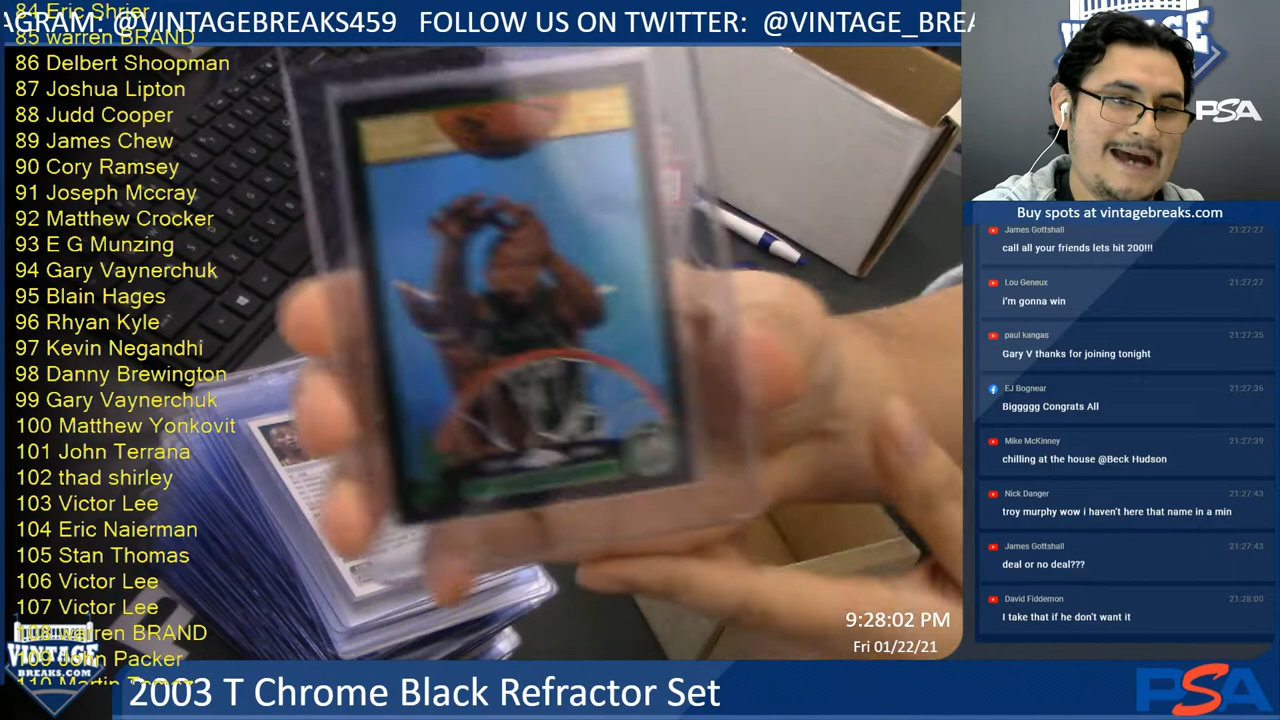 AGRAM: @VINTAGEBREAKS459 FOLLOW US ON TWITTER: @VINTAGE_BREA
84 Eric Shrier
85 warren BRAND
86 Delbert Shoopman
87 Joshua Lipton
88 Judd Cooper
89 James Chew
90 Cory Ramsey
91 Joseph Mccray
92 Matthew Crocker
93 E G Munzing
94 Gary Vaynerchuk
95 Blain Hages
96 Rhyan Kyle
97 Kevin Negandhi
98 Danny Brewington
99 Gary Vaynerchuk
100 Matthew Yonkovit
101 John Terrana
102 thad shirley
103 Victor Lee
104 Eric Naierman
105 Stan Thomas
106 Victor Lee
107 Victor Lee
108 warren BRAND
109 John Packer
110 Martin
VINTAGE
BREAKS.COM
PSA
Buy spots at vintagebreaks.com
James Gottshall 21:27:27
call all your friends lets hit 200!!!
Lou Geneux 21:27:27
i'm gonna win
paul kangas 21:27:35
Gary V thanks for joining tonight
EJ Bognear 21:27:36
Biggggg Congrats All
Mike McKinney 21:27:39
chilling at the house @Beck Hudson
Nick Danger 21:27:43
troy murphy wow i haven't here that name in a min
James Gottshall 21:27:43
deal or no deal???
David Fiddemon 21:28:00
I take that if he don't want it
9:28:02 PM
Fri 01/22/21
2003 T Chrome Black Refractor Set
PSA